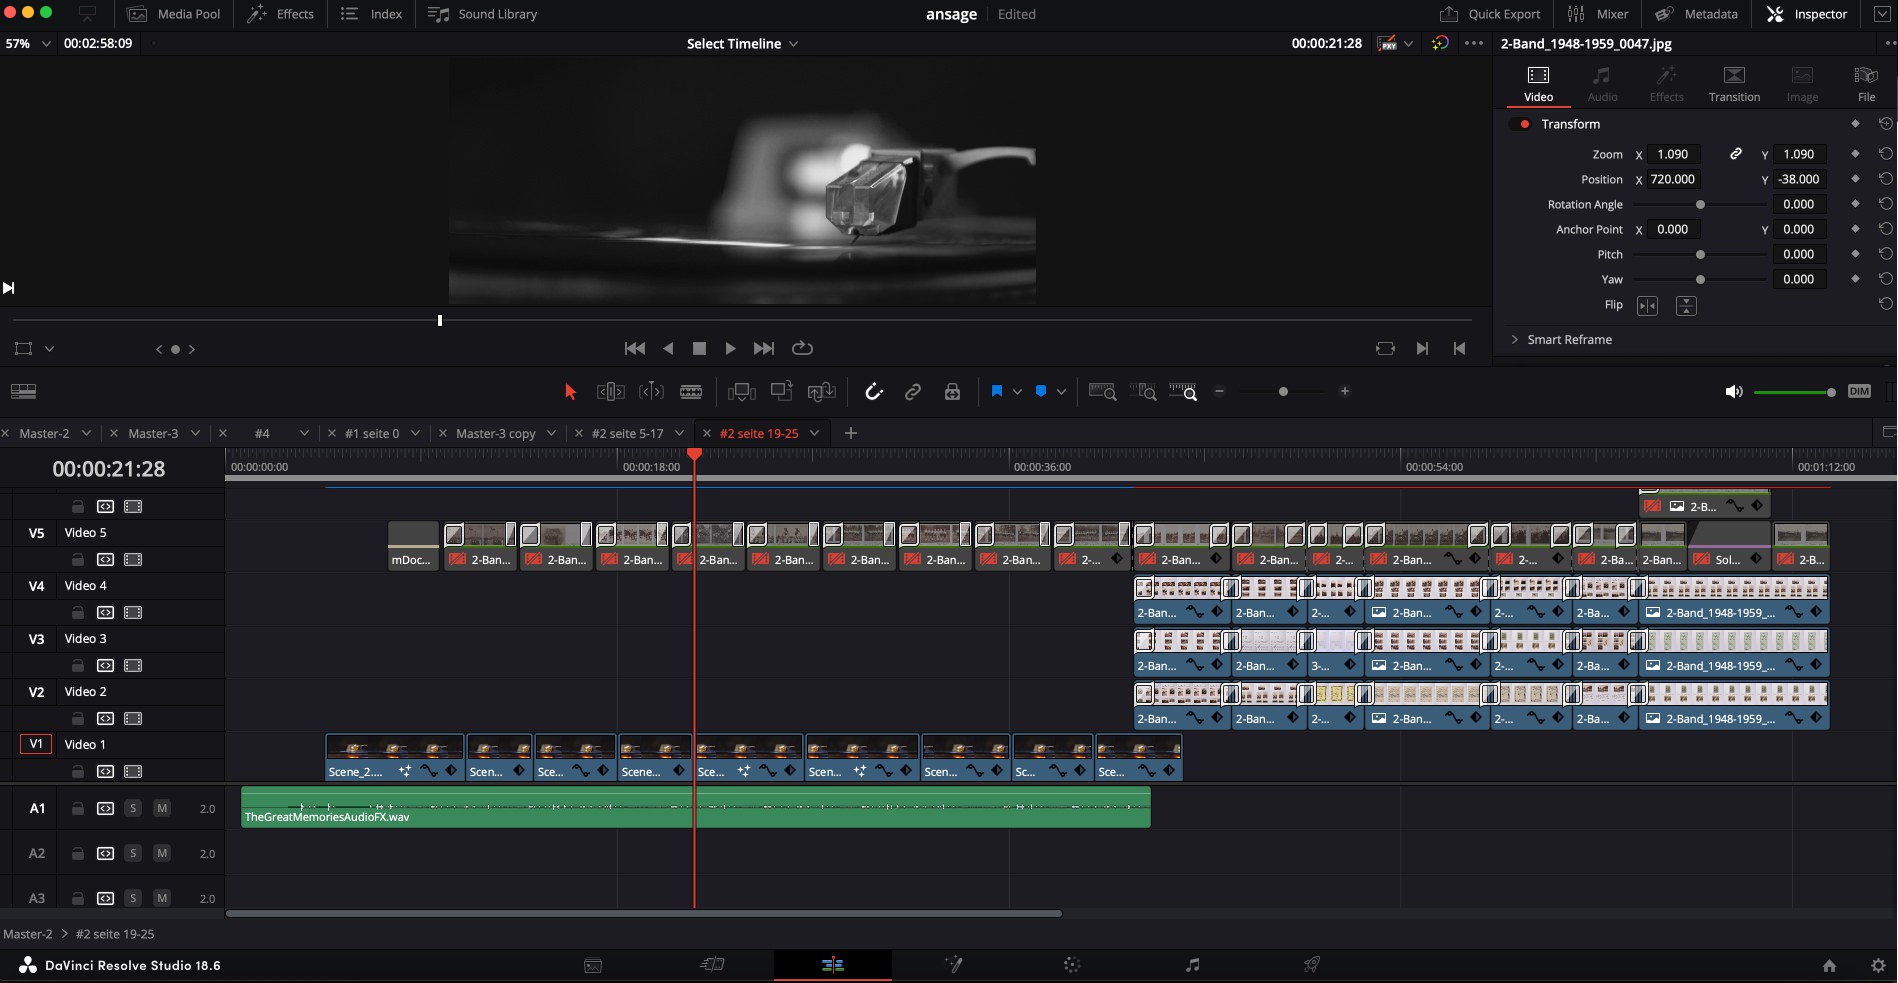 Media Pool Effects Index Sound Library ansage Edited Quick Export Mixer Metadata Inspector
57% 00:02:58:09 Select Timeline 00:00:21:28 PXY 2-Band_1948-1959_0047.jpg
Video Audio Effects Transition Image File
Transform
Zoom X 1.090 Y 1.090
Position X 720.000 Y -38.000
Rotation Angle 0.000
Anchor Point X 0.000 Y 0.000
Pitch 0.000
Yaw 0.000
Flip
Smart Reframe
DIM
Master-2 Master-3 #4 #1 seite 0 Master-3 copy #2 seite 5-17 #2 seite 19-25
00:00:21:28 00:00:00:00 00:00:18:00 00:00:36:00 00:00:54:00 00:01:12:00
2-B...
V5 Video 5
mDoc... 2-Ban... 2-Ban... 2-Ban... 2-Ban... 2-Ban... 2-Ban... 2-Ban... 2-Ban... 2-... 2-Ban... 2-Ban... 2-... 2-Ban... 2-... 2-Ba... 2-Ban... Sol... 2-B...
V4 Video 4
2-Ban... 2-Ban... 2-... 2-Ban... 2-... 2-Ba... 2-Band_1948-1959_...
V3 Video 3
2-Ban... 2-Ban... 3-... 2-Ban... 2-... 2-Ba... 2-Band_1948-1959_...
V2 Video 2
2-Ban... 2-Ban... 2-... 2-Ban... 2-... 2-Ba... 2-Band_1948-1959_...
V1 Video 1
Scene_2.... Scen... Sce... Scene... Sce... Scen... Scen... Sc... Sce...
A1 S M 2.0
TheGreatMemoriesAudioFX.wav
A2 S M 2.0
A3 S M 2.0
Master-2 > #2 seite 19-25
DaVinci Resolve Studio 18.6